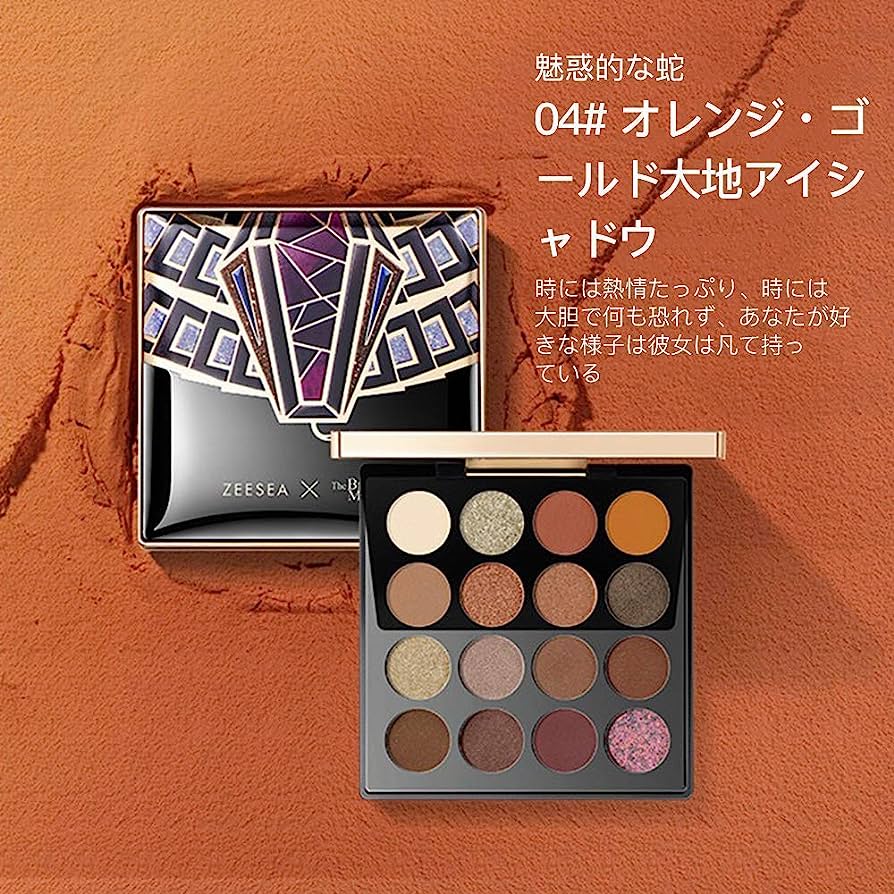 魅惑的な蛇
04# オレンジ・ゴ
ールド大地アイシ
ャドウ
時には熱情たっぷり、時には
大胆で何も恐れず、あなたが好
きな様子は彼女は凡て持っ
ている
ZEESEA X The